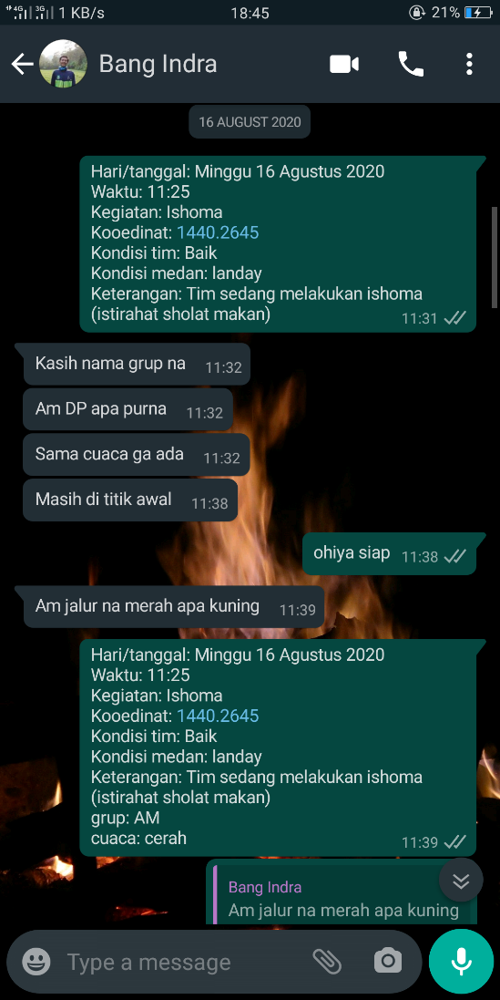 4G 3G 1 KB/s 18:45 21%
Bang Indra
16 AUGUST 2020
Hari/tanggal: Minggu 16 Agustus 2020
Waktu: 11:25
Kegiatan: Ishoma
Kooedinat: 1440.2645
Kondisi tim: Baik
Kondisi medan: landay
Keterangan: Tim sedang melakukan ishoma
(istirahat sholat makan) 11:31
Kasih nama grup na 11:32
Am DP apa purna 11:32
Sama cuaca ga ada 11:32
Masih di titik awal 11:38
ohiya siap 11:38
Am jalur na merah apa kuning 11:39
Hari/tanggal: Minggu 16 Agustus 2020
Waktu: 11:25
Kegiatan: Ishoma
Kooedinat: 1440.2645
Kondisi tim: Baik
Kondisi medan: landay
Keterangan: Tim sedang melakukan ishoma
(istirahat sholat makan)
grup: AM
cuaca: cerah 11:39
Bang Indra
Am jalur na merah apa kuning
Type a message